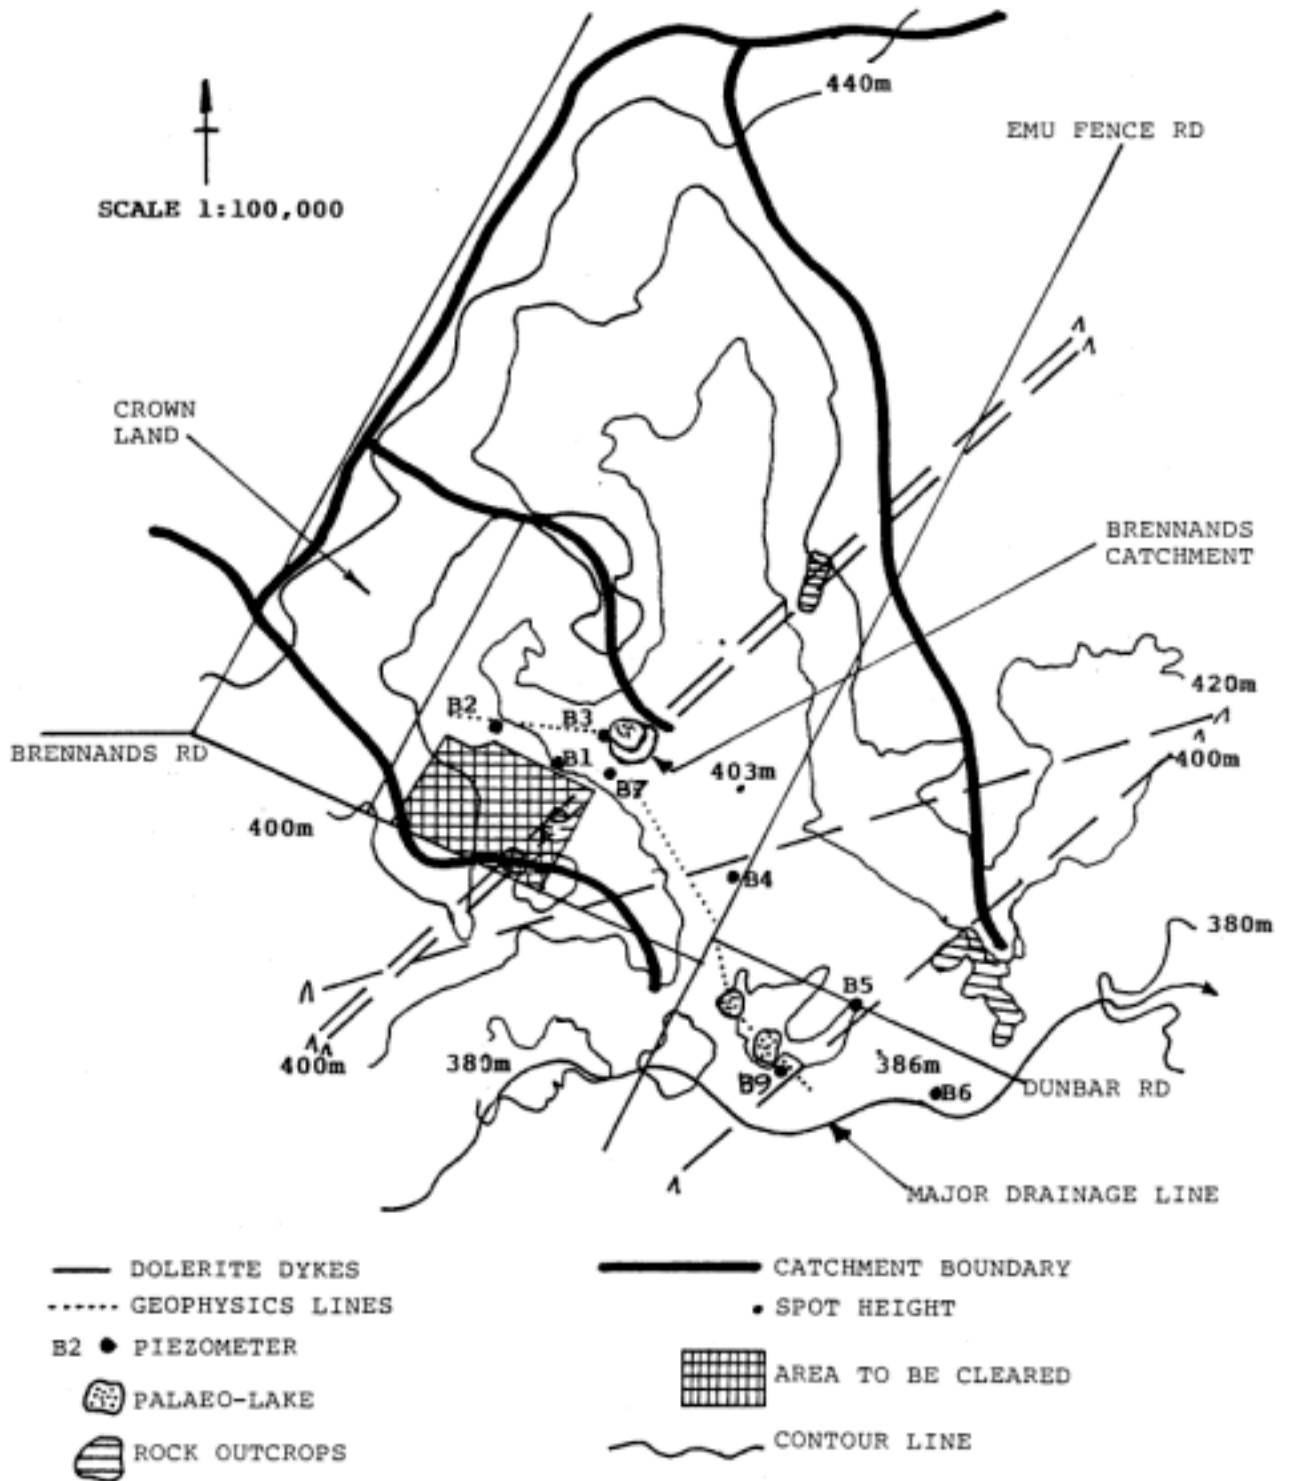 440m
EMU FENCE RD
SCALE 1:100,000
CROWN
LAND
BRENNANDS
CATCHMENT
420m
B2
B3
BRENNANDS RD
B1
403m
400m
B7
400m
B4
380m
B5
400m
380m
386m
B9
B6
DUNBAR RD
MAJOR DRAINAGE LINE
DOLERITE DYKES
CATCHMENT BOUNDARY
GEOPHYSICS LINES
SPOT HEIGHT
B2
PIEZOMETER
AREA TO BE CLEARED
PALAEO-LAKE
ROCK OUTCROPS
CONTOUR LINE